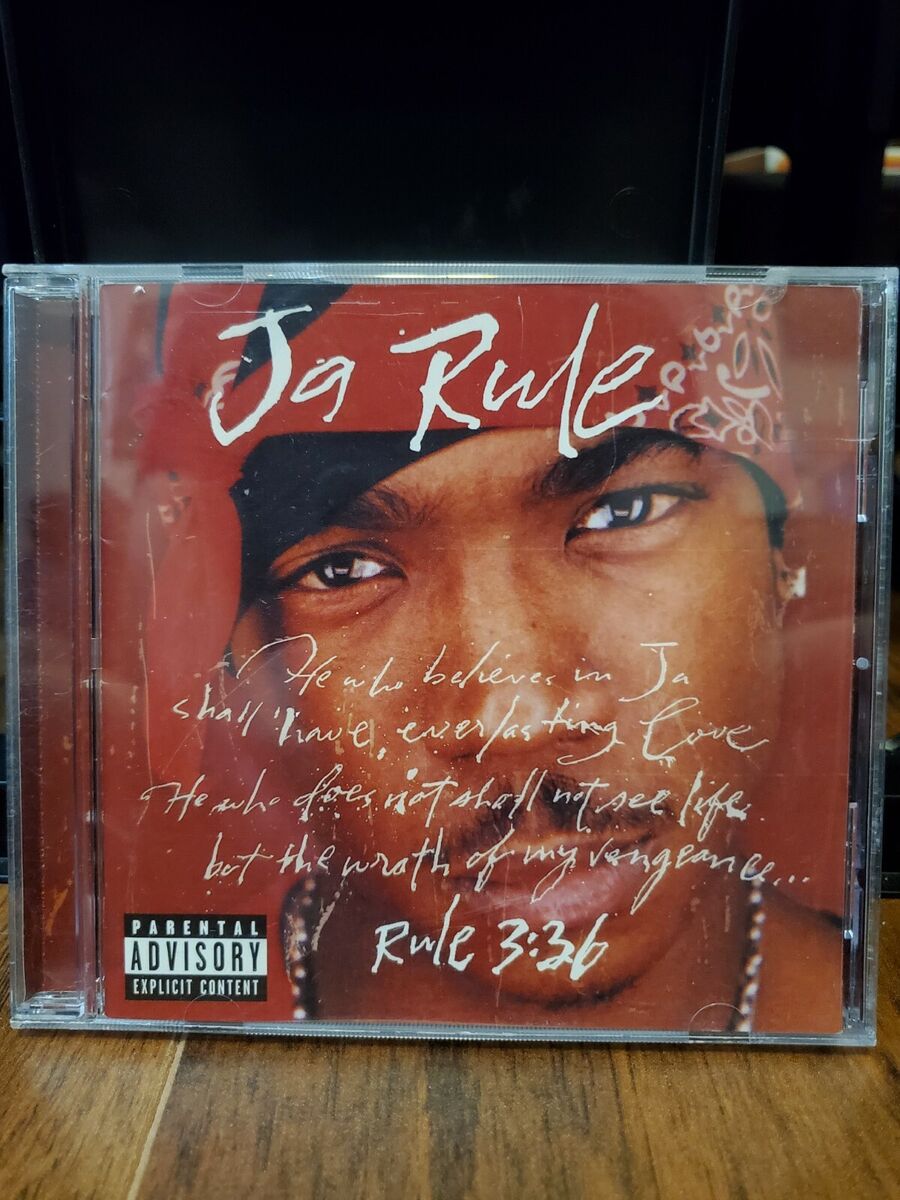 Ja Rule
He who believes in Ja
shall have everlasting love
He who does not shall not see life
but the wrath of my vengeance...
Rule 3:36
PARENTAL
ADVISORY
EXPLICIT CONTENT